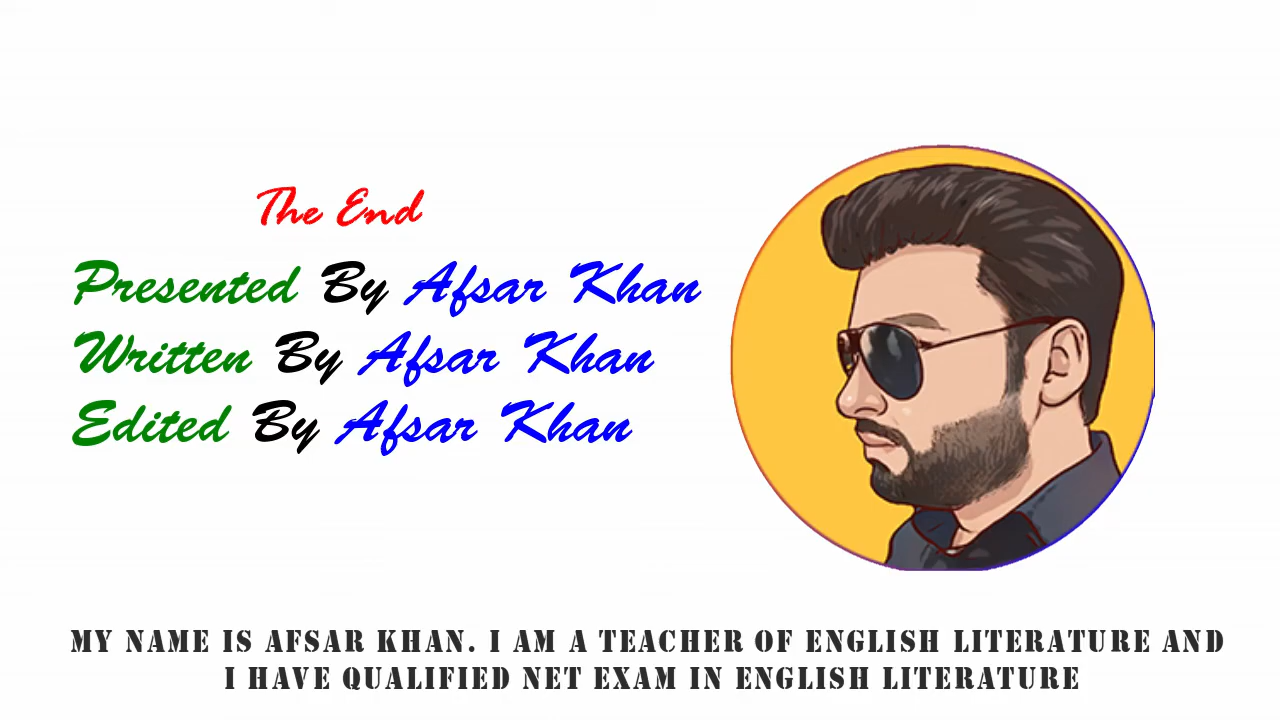 The End
Presented By Afsar Khan
Written By Afsar Khan
Edited By Afsar Khan
MY NAME IS AFSAR KHAN. I AM A TEACHER OF ENGLISH LITERATURE AND
I HAVE QUALIFIED NET EXAM IN ENGLISH LITERATURE